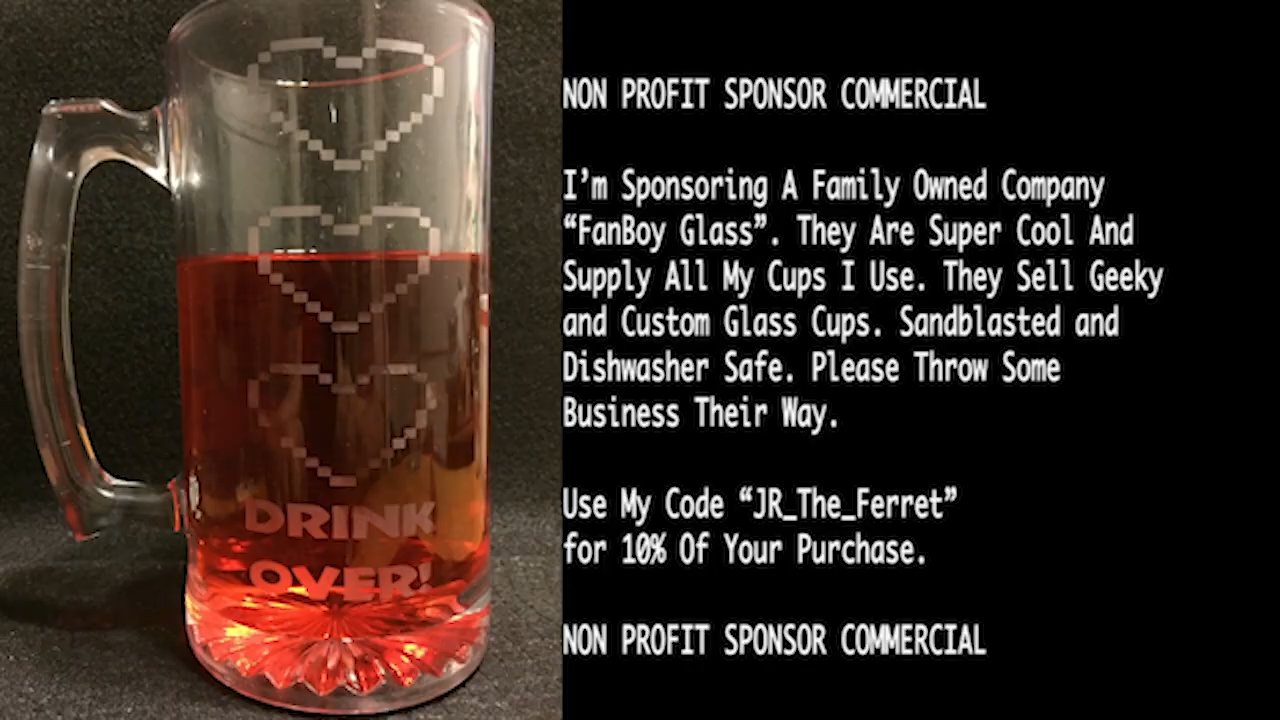 DRINK
OVER!
NON PROFIT SPONSOR COMMERCIAL
I'm Sponsoring A Family Owned Company
“FanBoy Glass”. They Are Super Cool And
Supply All My Cups I Use. They Sell Geeky
and Custom Glass Cups. Sandblasted and
Dishwasher Safe. Please Throw Some
Business Their Way.
Use My Code “JR_The_Ferret”
for 10% Of Your Purchase.
NON PROFIT SPONSOR COMMERCIAL